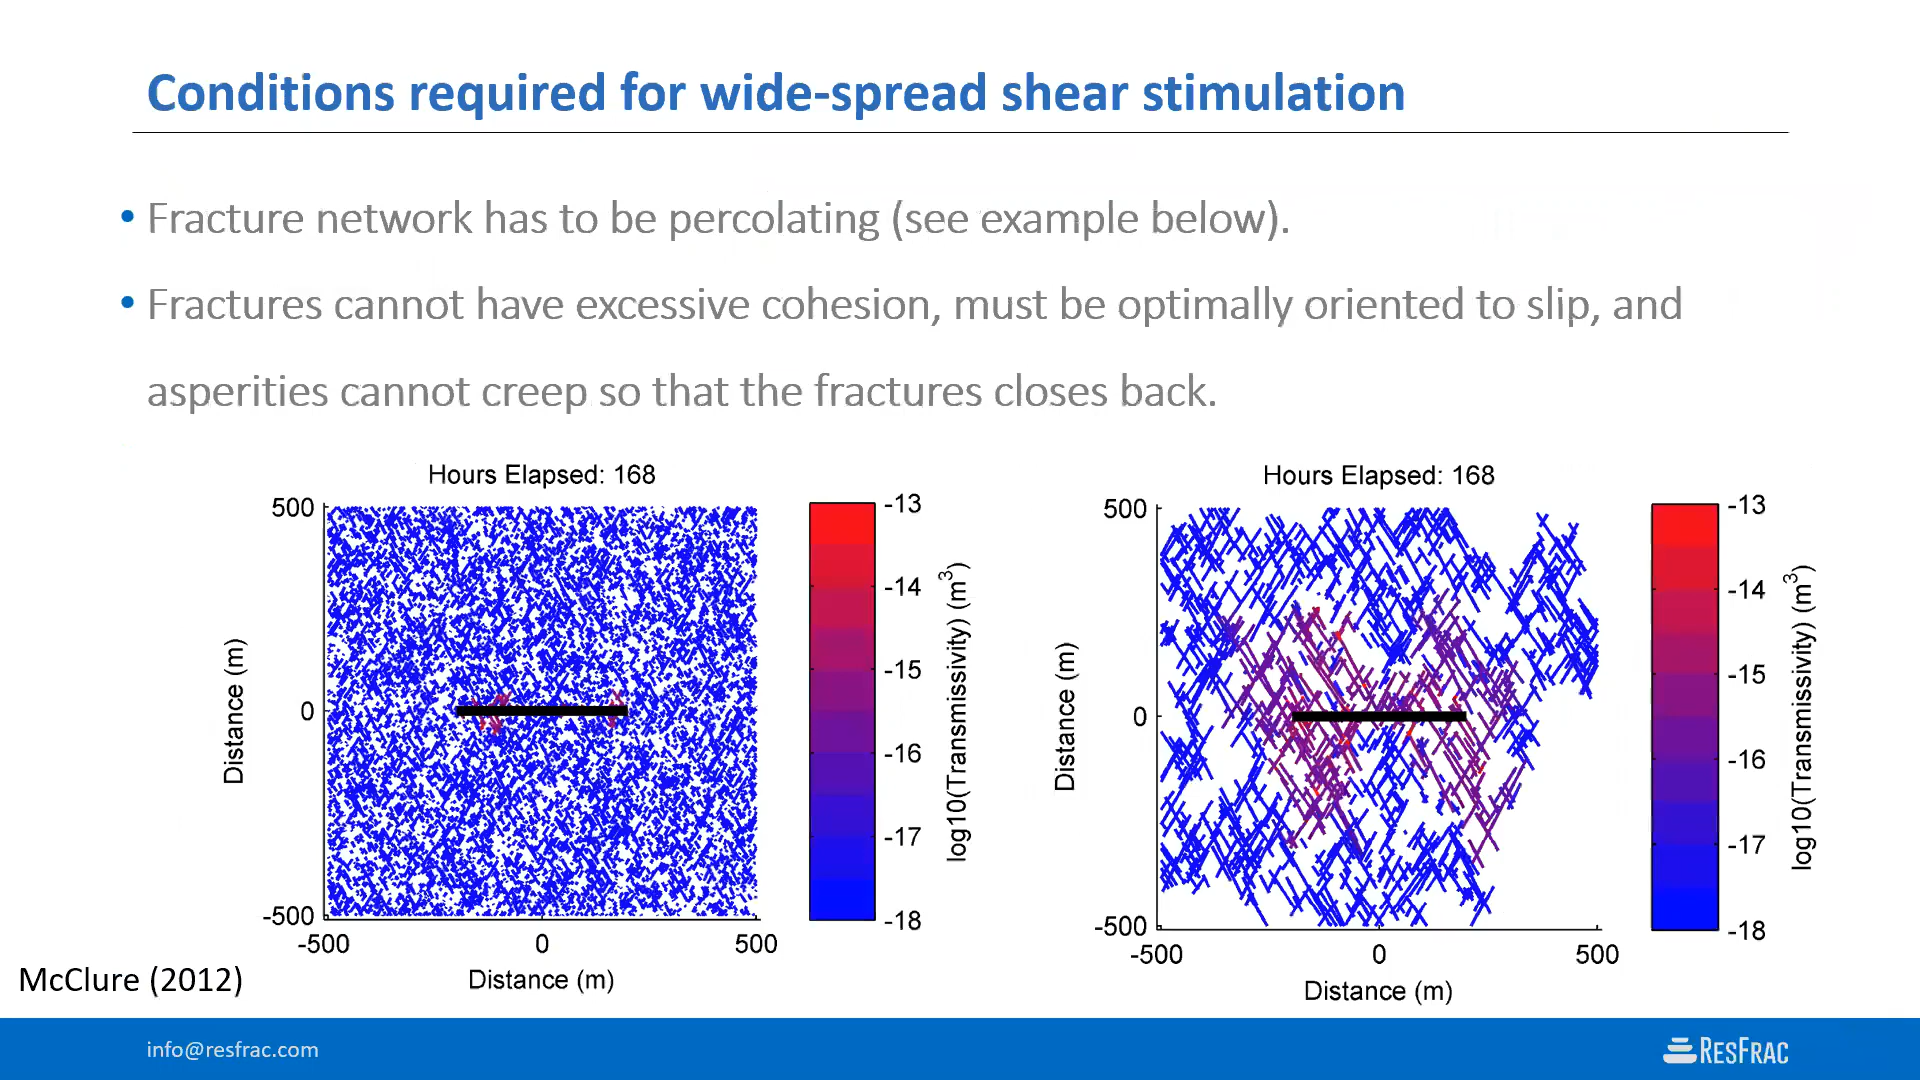 Conditions required for wide-spread shear stimulation
• Fracture network has to be percolating (see example below).
• Fractures cannot have excessive cohesion, must be optimally oriented to slip, and
asperities cannot creep so that the fractures closes back.
Hours Elapsed: 168
500
0
-500
Distance (m)
-500
0
500
Distance (m)
-13
-14
-15
-16
-17
-18
log10(Transmissivity) (m³)
Hours Elapsed: 168
500
0
-500
Distance (m)
-500
0
500
Distance (m)
-13
-14
-15
-16
-17
-18
log10(Transmissivity) (m³)
McClure (2012)
info@resfrac.com
RESFRAC